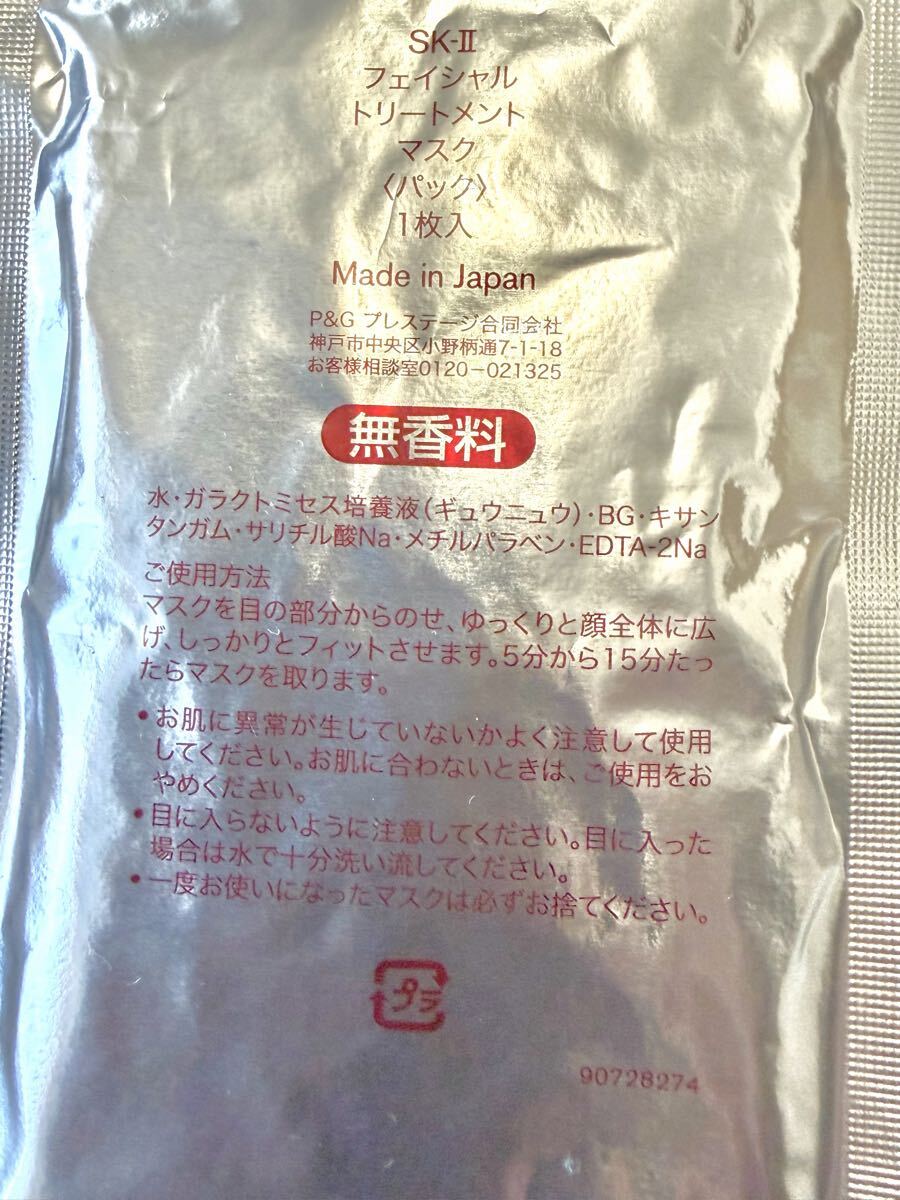 SK-Ⅱ
フェイシャル
トリートメント
マスク
〈パック〉
1枚入
Made in Japan
P&G プレステージ合同会社
神戸市中央区小野柄通7-1-18
お客様相談室0120-021325
無香料
水・ガラクトミセス培養液(ギュウニュウ)・BG・キサン
タンガム・サリチル酸Na・メチルパラベン・EDTA-2Na
ご使用方法
マスクを目の部分からのせ、ゆっくりと顔全体に広
げ、しっかりとフィットさせます。5分から15分たっ
たらマスクを取ります。
•お肌に異常が生じていないかよく注意して使用
してください。お肌に合わないときは、ご使用をお
やめください。
•目に入らないように注意してください。目に入った
場合は水で十分洗い流してください。
•一度お使いになったマスクは必ずお捨てください。
プラ
90728274